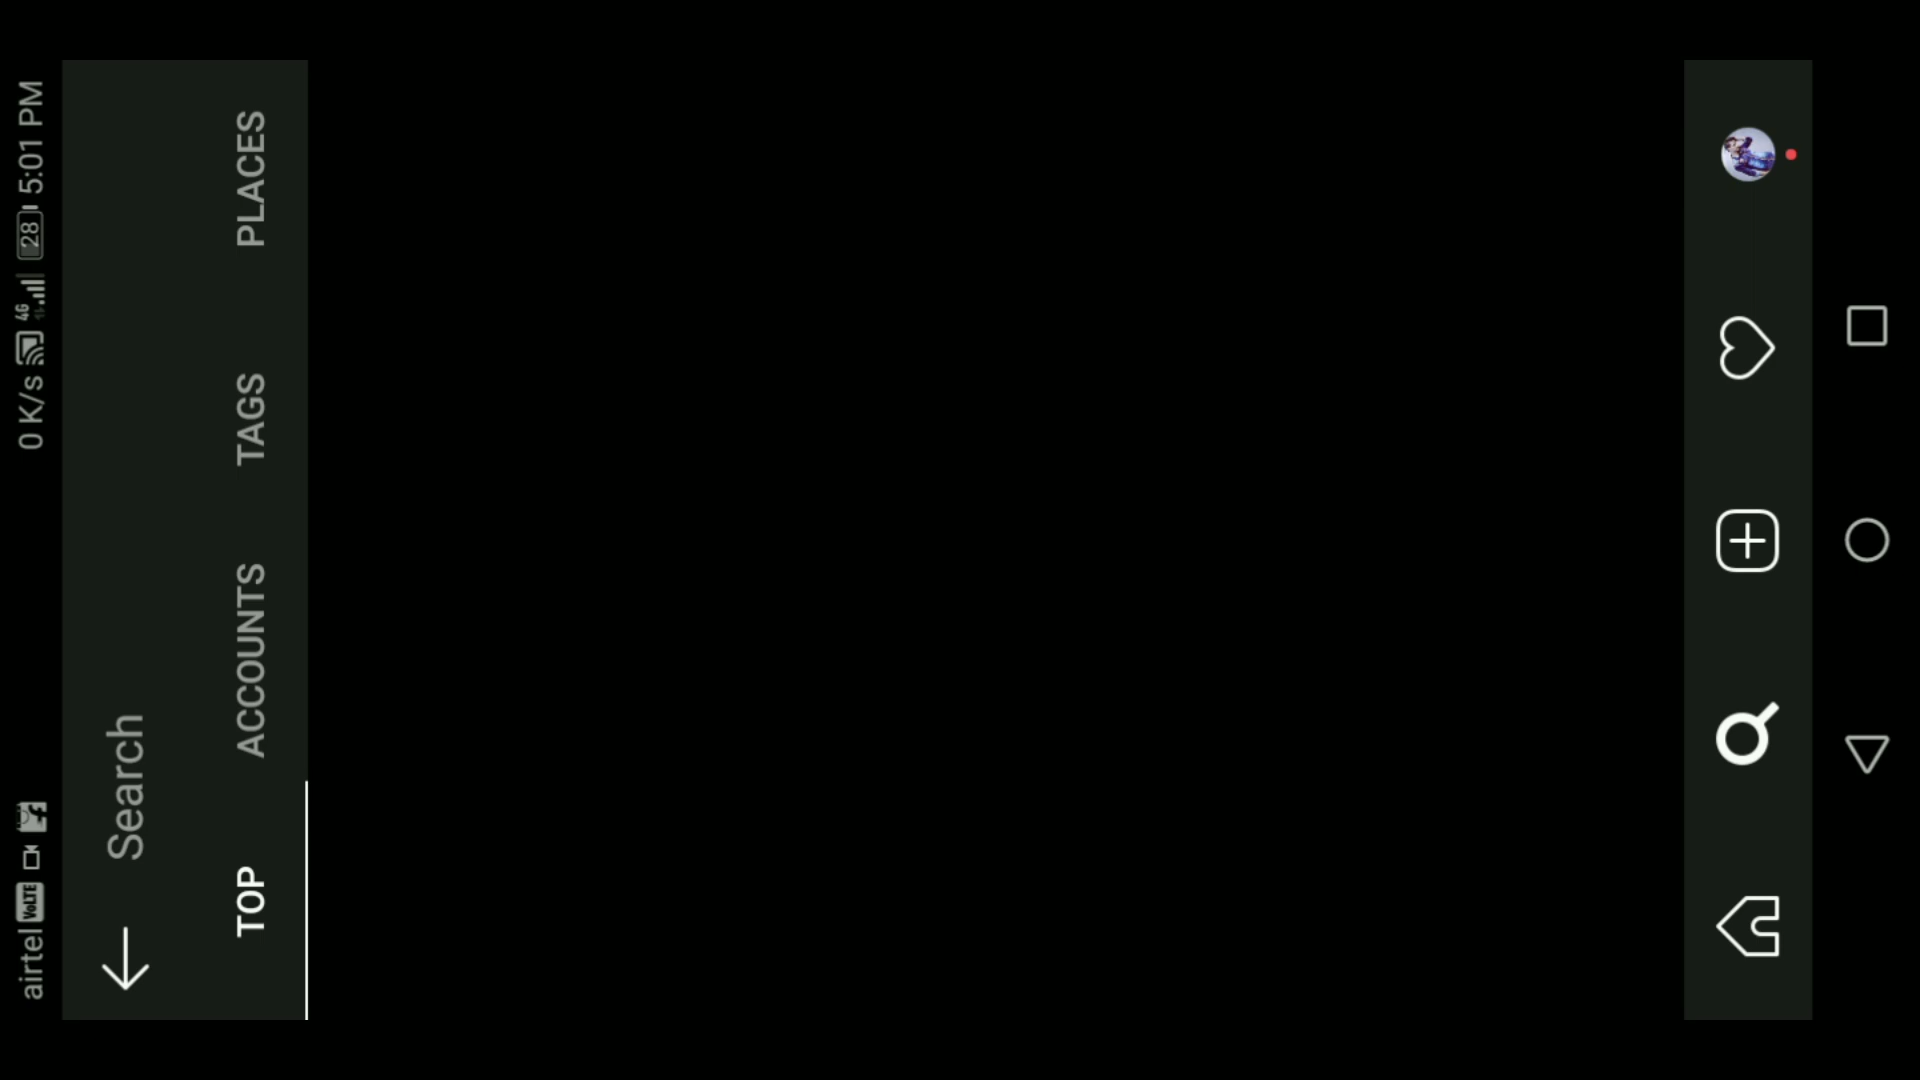 airtel VoLTE 0 K/s 4G 28 5:01 PM
Search
TOP ACCOUNTS TAGS PLACES